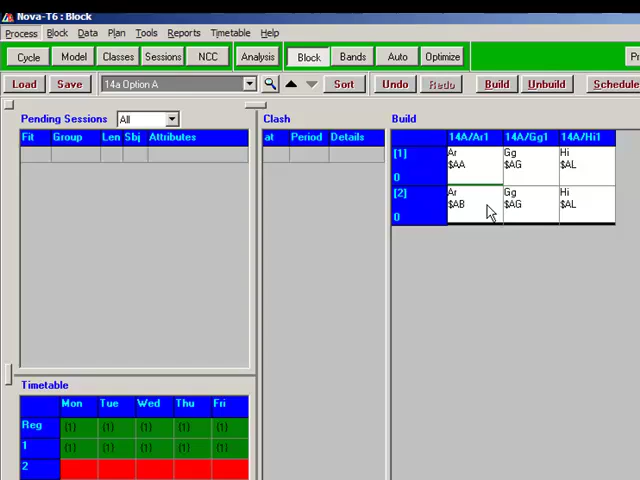 Nova-T6 : Block
Process Block Data Plan Tools Reports Timetable Help
Cycle Model Classes Sessions NCC Analysis Block Bands Auto Optimize
Load Save 14a Option A Sort Undo Redo Build Unbuild Schedule
Pending Sessions All Clash Build
Fit Group Len Sbj Attributes at Period Details 14A/Ar1 14A/Gg1 14A/Hi1
[1] Ar Gg Hi
$AA $AG $AL
0
[2] Ar Gg Hi
$AB $AG $AL
0
Timetable
Mon Tue Wed Thu Fri
Reg (1) (1) (1) (1) (1)
1 (1) (1) (1) (1) (1)
2